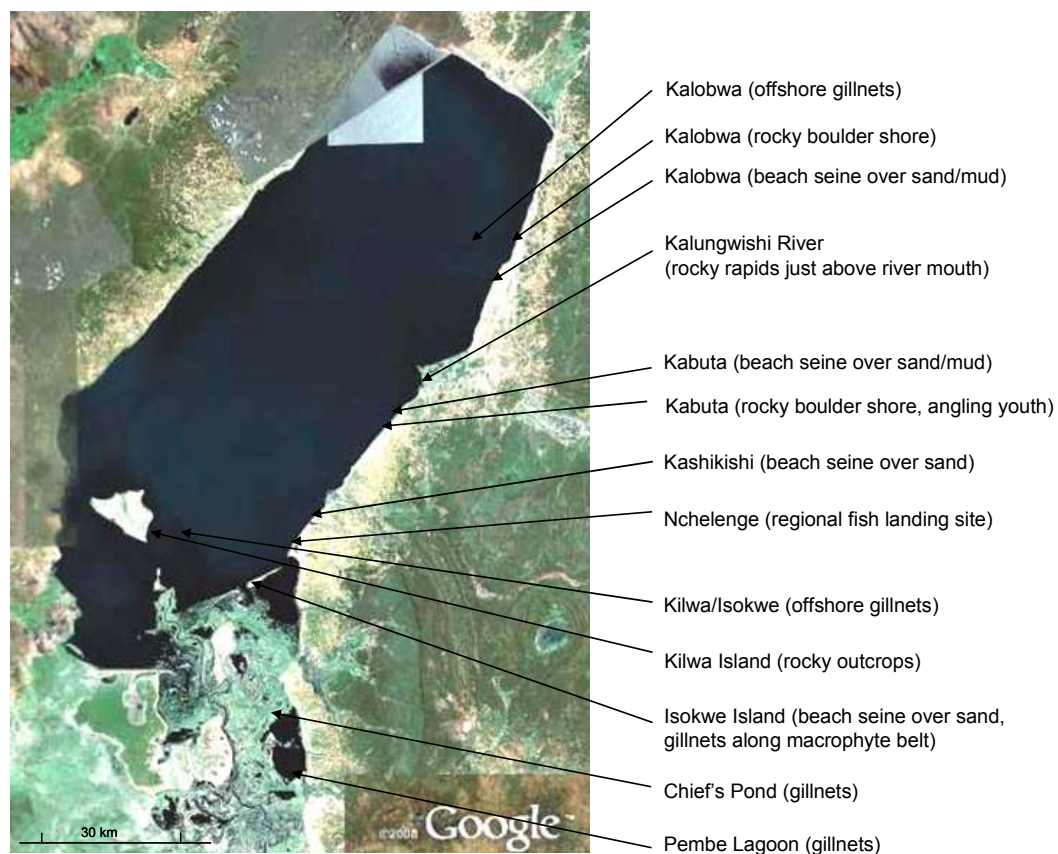 Kalobwa (offshore gillnets)
Kalobwa (rocky boulder shore)
Kalobwa (beach seine over sand/mud)
Kalungwishi River
(rocky rapids just above river mouth)
Kabuta (beach seine over sand/mud)
Kabuta (rocky boulder shore, angling youth)
Kashikishi (beach seine over sand)
Nchelenge (regional fish landing site)
Kilwa/Isokwe (offshore gillnets)
Kilwa Island (rocky outcrops)
Isokwe Island (beach seine over sand,
gillnets along macrophyte belt)
Chief's Pond (gillnets)
Pembe Lagoon (gillnets)
30 km
©2008 Google™